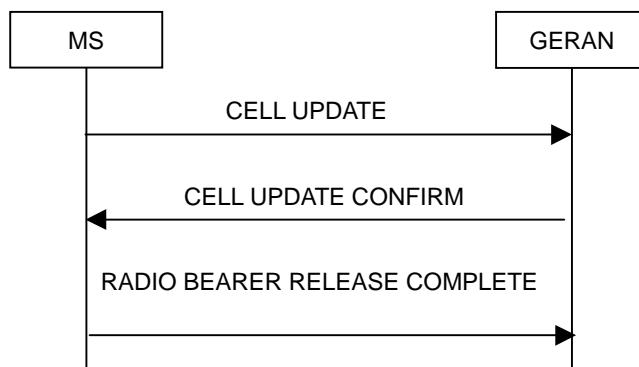 MS
GERAN
CELL UPDATE
CELL UPDATE CONFIRM
RADIO BEARER RELEASE COMPLETE